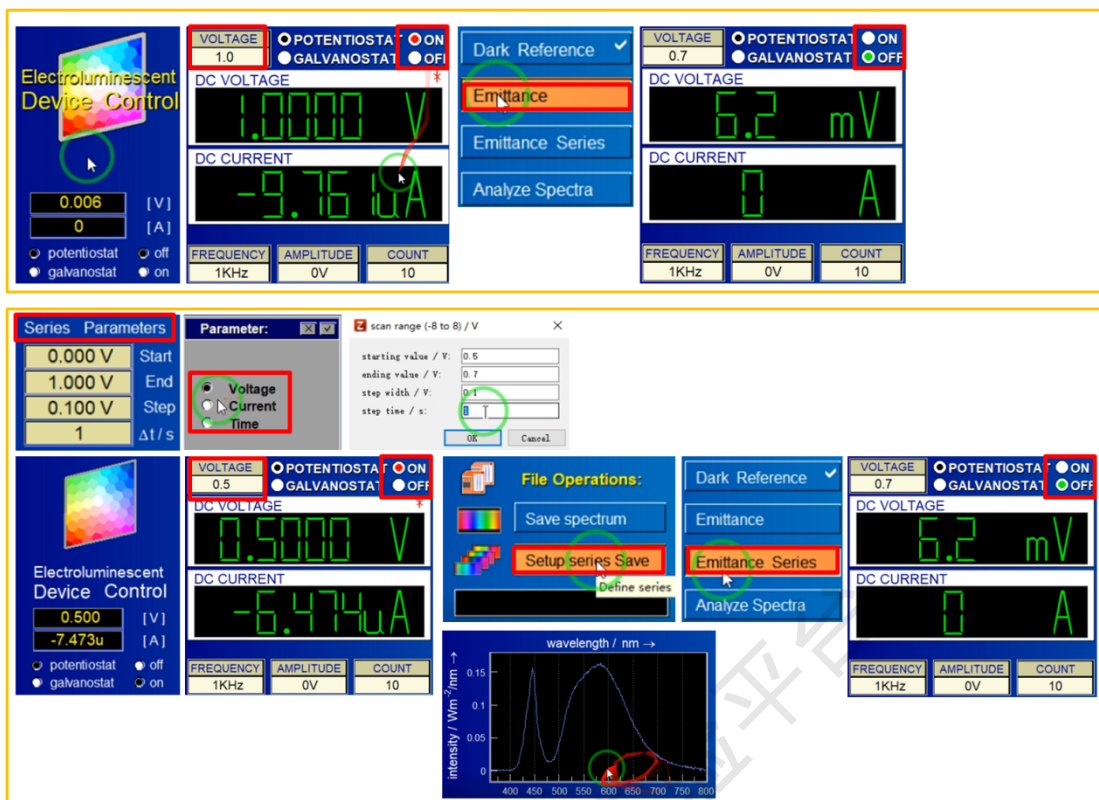 Electroluminescent
Device Control
0.006 [V]
0 [A]
potentiostat off
galvanostat on
VOLTAGE
1.0
POTENTIOSTAT ON
GALVANOSTAT OFF
DC VOLTAGE
1.0000 V
DC CURRENT
-9.761uA
FREQUENCY AMPLITUDE COUNT
1KHz 0V 10
Dark Reference
Emittance
Emittance Series
Analyze Spectra
VOLTAGE
0.7
POTENTIOSTAT ON
GALVANOSTAT OFF
DC VOLTAGE
6.2 mV
DC CURRENT
0 A
FREQUENCY AMPLITUDE COUNT
1KHz 0V 10
Series Parameters
0.000 V Start
1.000 V End
0.100 V Step
1 Δt/s
Parameter:
Voltage
Current
Time
scan range (-8 to 8) / V
starting value / V: 0.5
ending value / V: 0.7
step width / V: 0.1
step time / s: 1
OK Cancel
Electroluminescent
Device Control
0.500 [V]
-7.473u [A]
potentiostat off
galvanostat on
VOLTAGE
0.5
POTENTIOSTAT ON
GALVANOSTAT OFF
DC VOLTAGE
0.5000 V
DC CURRENT
-6.474uA
FREQUENCY AMPLITUDE COUNT
1KHz 0V 10
File Operations:
Save spectrum
Setup series Save
Define series
Dark Reference
Emittance
Emittance Series
Analyze Spectra
VOLTAGE
0.7
POTENTIOSTAT ON
GALVANOSTAT OFF
DC VOLTAGE
6.2 mV
DC CURRENT
0 A
FREQUENCY AMPLITUDE COUNT
1KHz 0V 10
wavelength / nm →
intensity / Wm⁻²/nm →
0.15
0.1
0.05
0
400 450 500 550 600 650 700 750 800
验平台